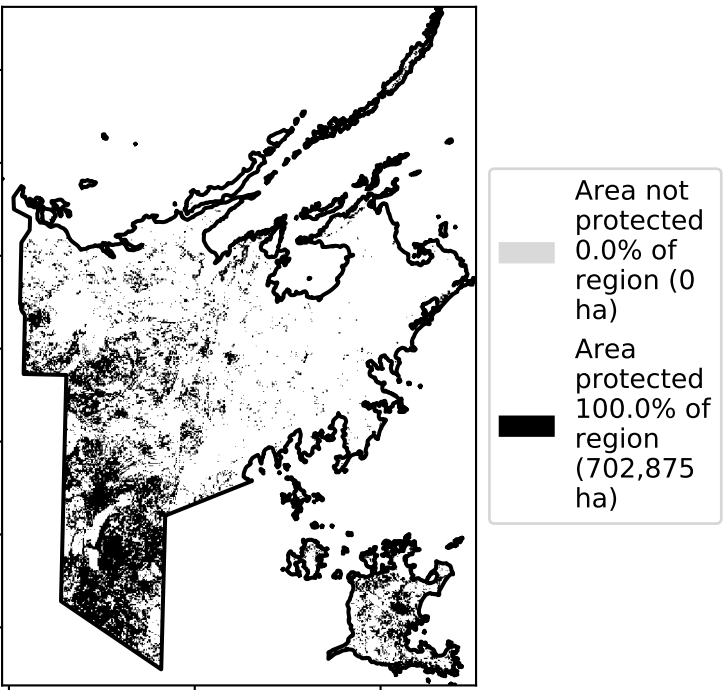 Area not
protected
0.0% of
region (0
ha)
Area
protected
100.0% of
region
(702,875
ha)